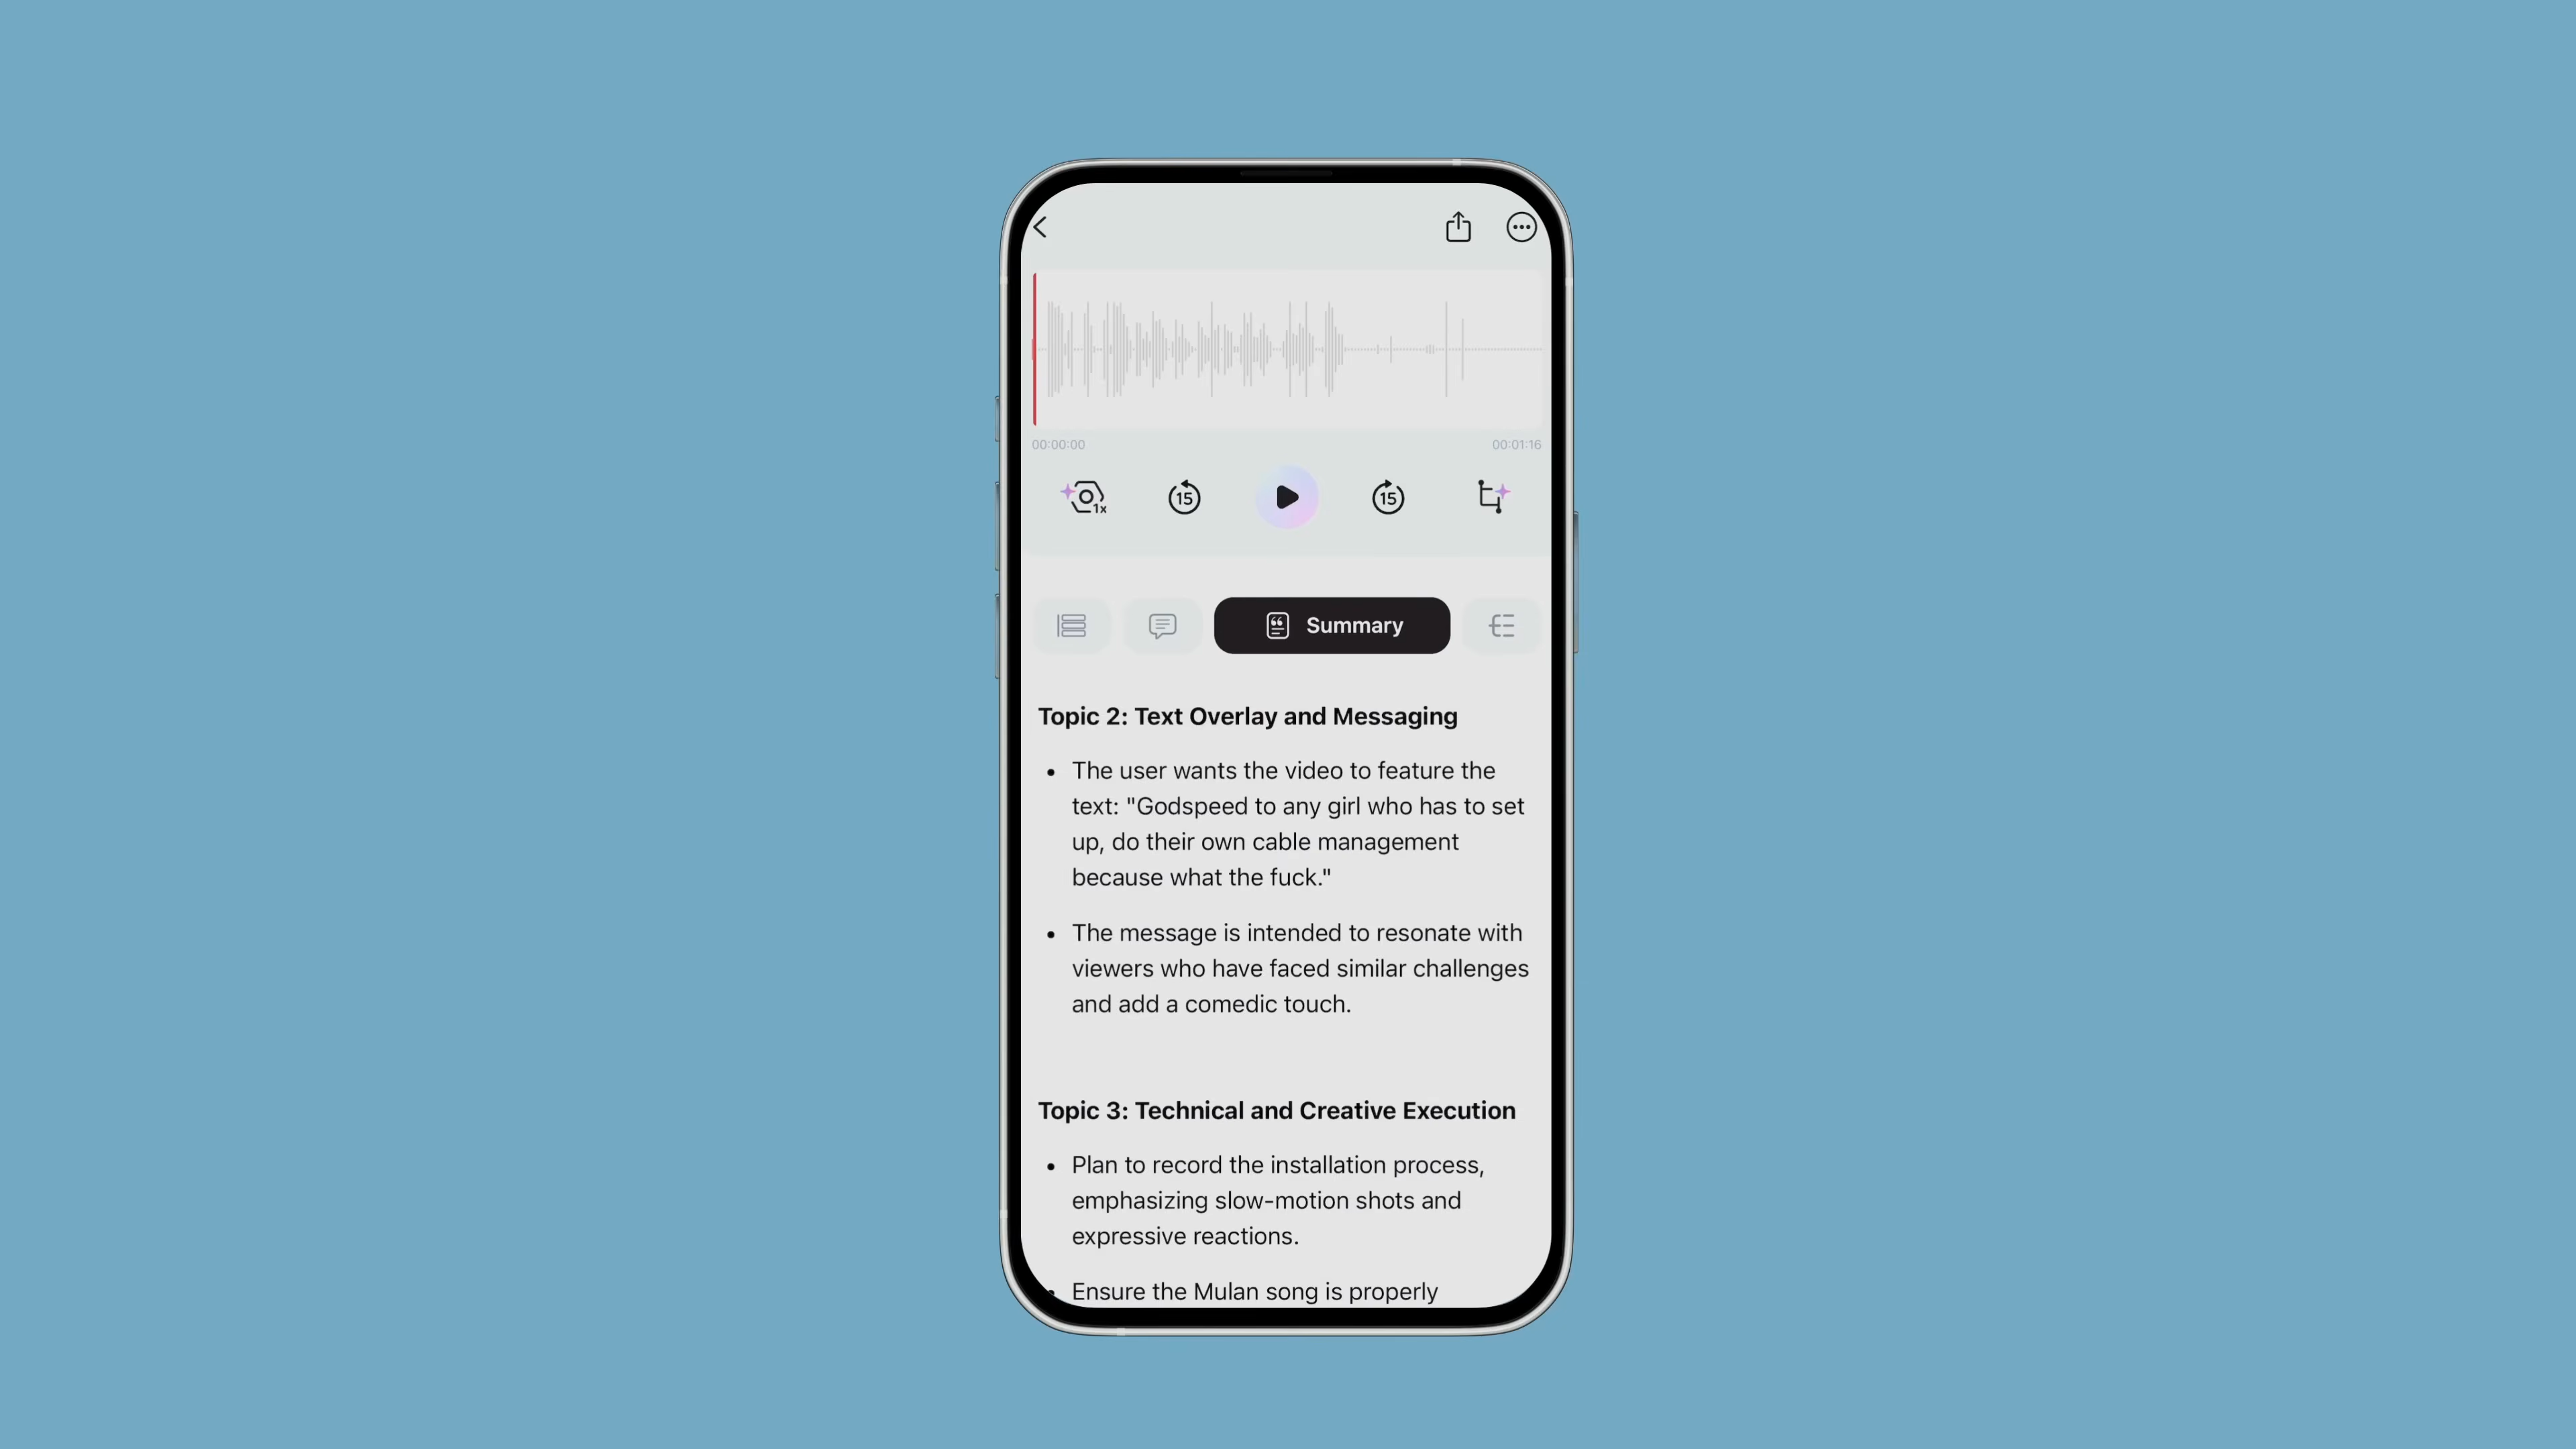 00:00:00
00:01:16
1x
15
15
Summary
Topic 2: Text Overlay and Messaging
• The user wants the video to feature the
text: "Godspeed to any girl who has to set
up, do their own cable management
because what the fuck."
• The message is intended to resonate with
viewers who have faced similar challenges
and add a comedic touch.
Topic 3: Technical and Creative Execution
• Plan to record the installation process,
emphasizing slow-motion shots and
expressive reactions.
• Ensure the Mulan song is properly